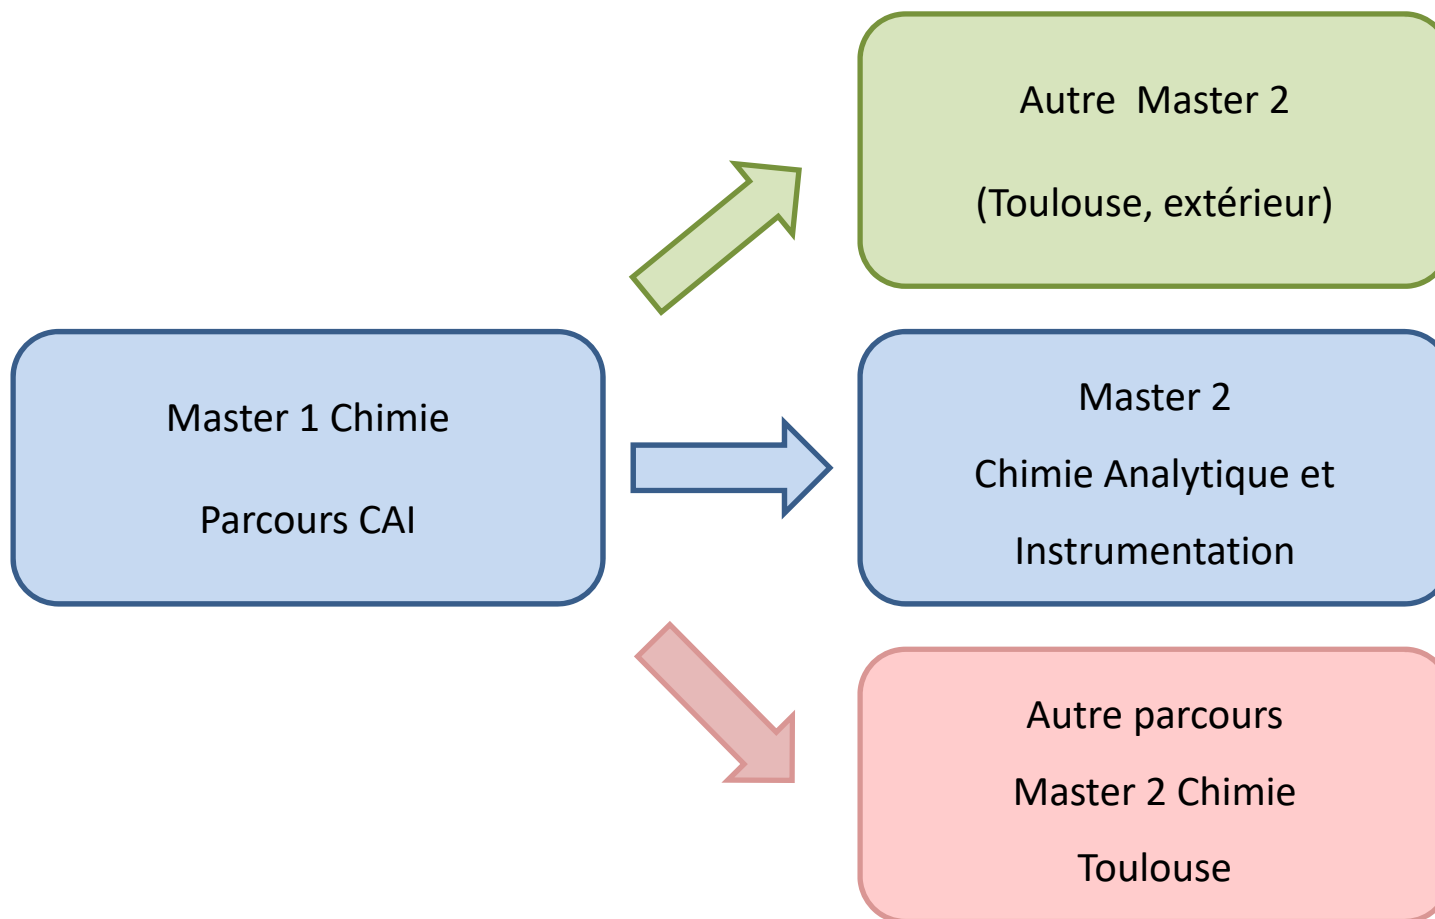 Autre Master 2
(Toulouse, extérieur)
Master 1 Chimie
Parcours CAI
Master 2
Chimie Analytique et
Instrumentation
Autre parcours
Master 2 Chimie
Toulouse